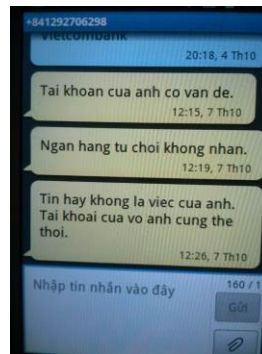 +841292706298
Vietcombank
20:18, 4 Th10
Tai khoan cua anh co van de.
12:15, 7 Th10
Ngan hang tu choi khong nhan.
12:19, 7 Th10
Tin hay khong la viec cua anh.
Tai khoai cua vo anh cung the
thoi.
12:26, 7 Th10
Nhập tin nhắn vào đây
160 / 1
Gửi